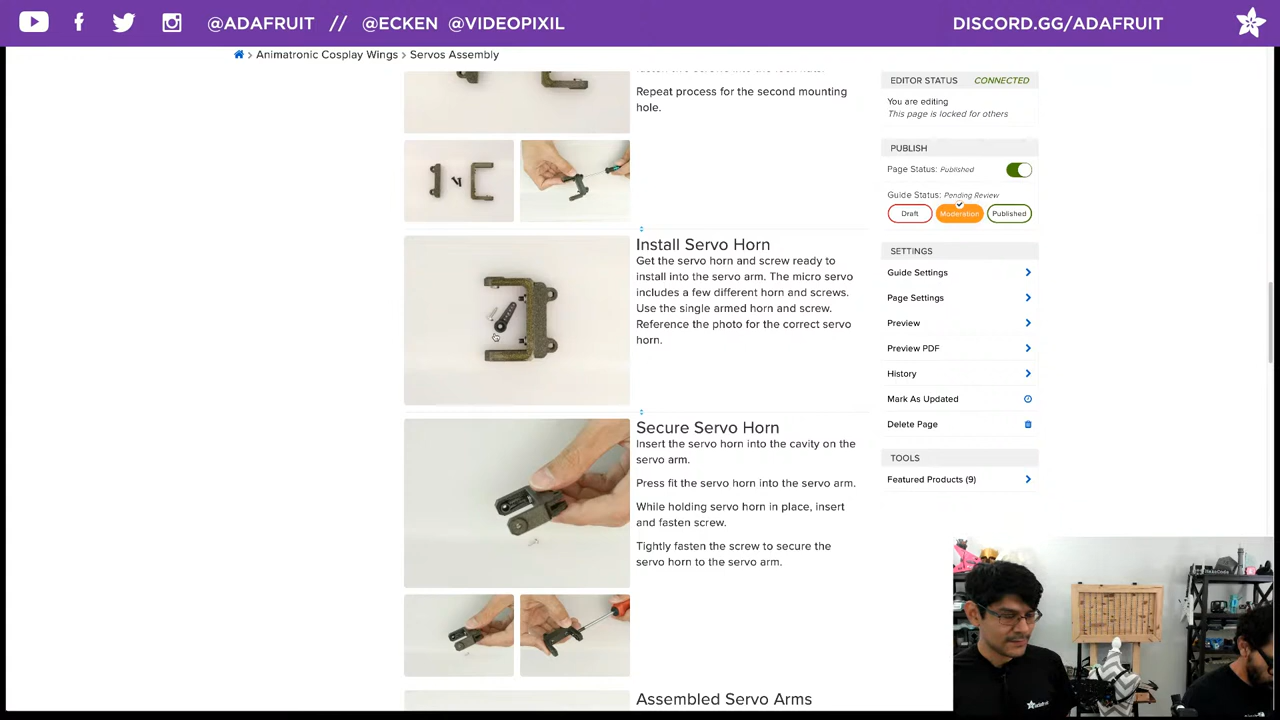 @ADAFRUIT // @ECKEN @VIDEOPIXIL
DISCORD.GG/ADAFRUIT
> Animatronic Cosplay Wings > Servos Assembly
Repeat process for the second mounting
hole.
Install Servo Horn
Get the servo horn and screw ready to
install into the servo arm. The micro servo
includes a few different horn and screws.
Use the single armed horn and screw.
Reference the photo for the correct servo
horn.
Secure Servo Horn
Insert the servo horn into the cavity on the
servo arm.
Press fit the servo horn into the servo arm.
While holding servo horn in place, insert
and fasten screw.
Tightly fasten the screw to secure the
servo horn to the servo arm.
Assembled Servo Arms
EDITOR STATUS CONNECTED
You are editing
This page is locked for others
PUBLISH
Page Status: Published
Guide Status: Pending Review
Draft
Moderation
Published
SETTINGS
Guide Settings
Page Settings
Preview
Preview PDF
History
Mark As Updated
Delete Page
TOOLS
Featured Products (9)
adafruit